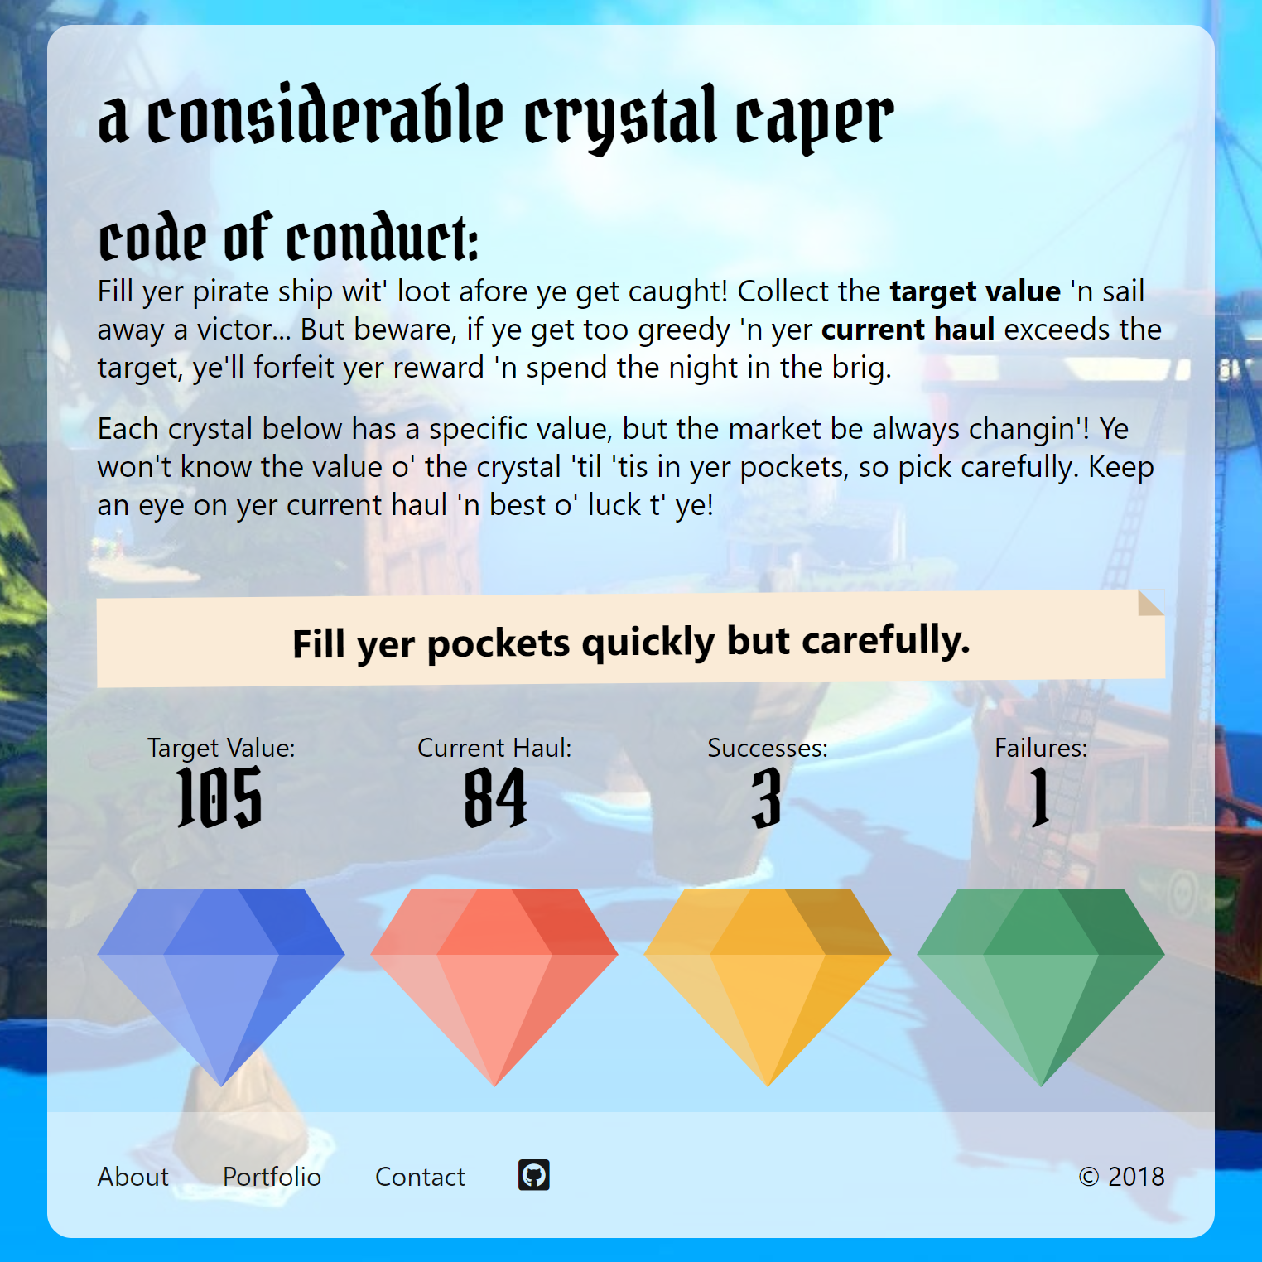 a considerable crystal caper
code of conduct:
Fill yer pirate ship wit' loot afore ye get caught! Collect the target value 'n sail
away a victor... But beware, if ye get too greedy 'n yer current haul exceeds the
target, ye'll forfeit yer reward 'n spend the night in the brig.
Each crystal below has a specific value, but the market be always changin'! Ye
won't know the value o' the crystal 'til 'tis in yer pockets, so pick carefully. Keep
an eye on yer current haul 'n best o' luck t' ye!
Fill yer pockets quickly but carefully.
Target Value: Current Haul: Successes: Failures:
105 84 3 1
About Portfolio Contact © 2018